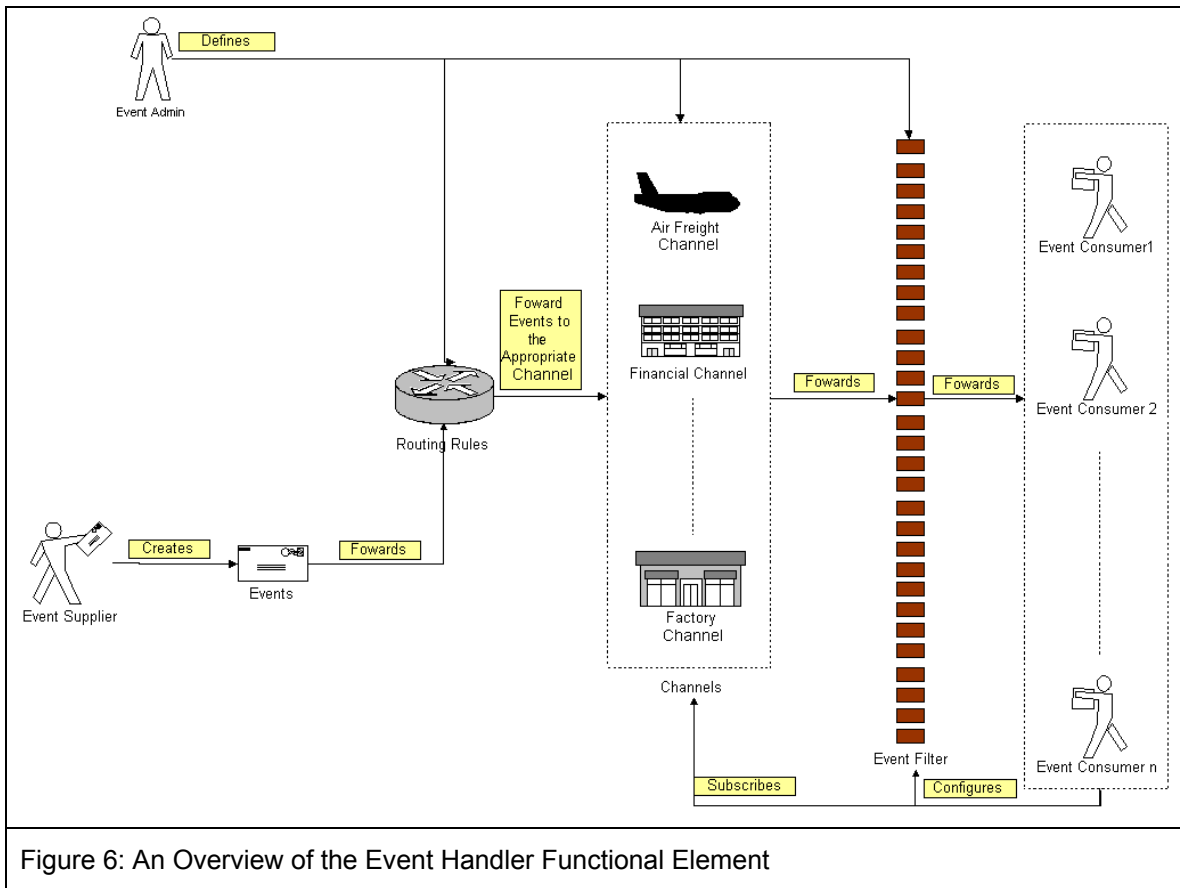 Defines
Event Admin
Air Freight
Channel
Event Consumer1
Foward
Events to
the
Appropriate
Channel
Financial Channel
Fowards
Fowards
Event Consumer 2
Routing Rules
Creates
Fowards
Events
Event Supplier
Factory
Channel
Channels
Event Filter
Event Consumer n
Subscribes
Configures
Figure 6: An Overview of the Event Handler Functional Element